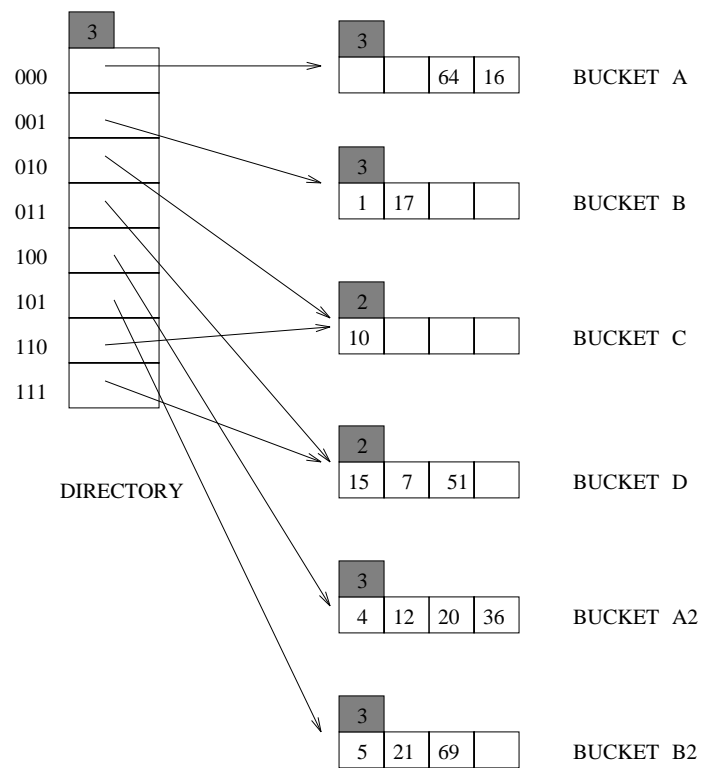 3
000
001
010
011
100
101
110
111
DIRECTORY
3
64 16
BUCKET A
3
1 17
BUCKET B
2
10
BUCKET C
2
15 7 51
BUCKET D
3
4 12 20 36
BUCKET A2
3
5 21 69
BUCKET B2